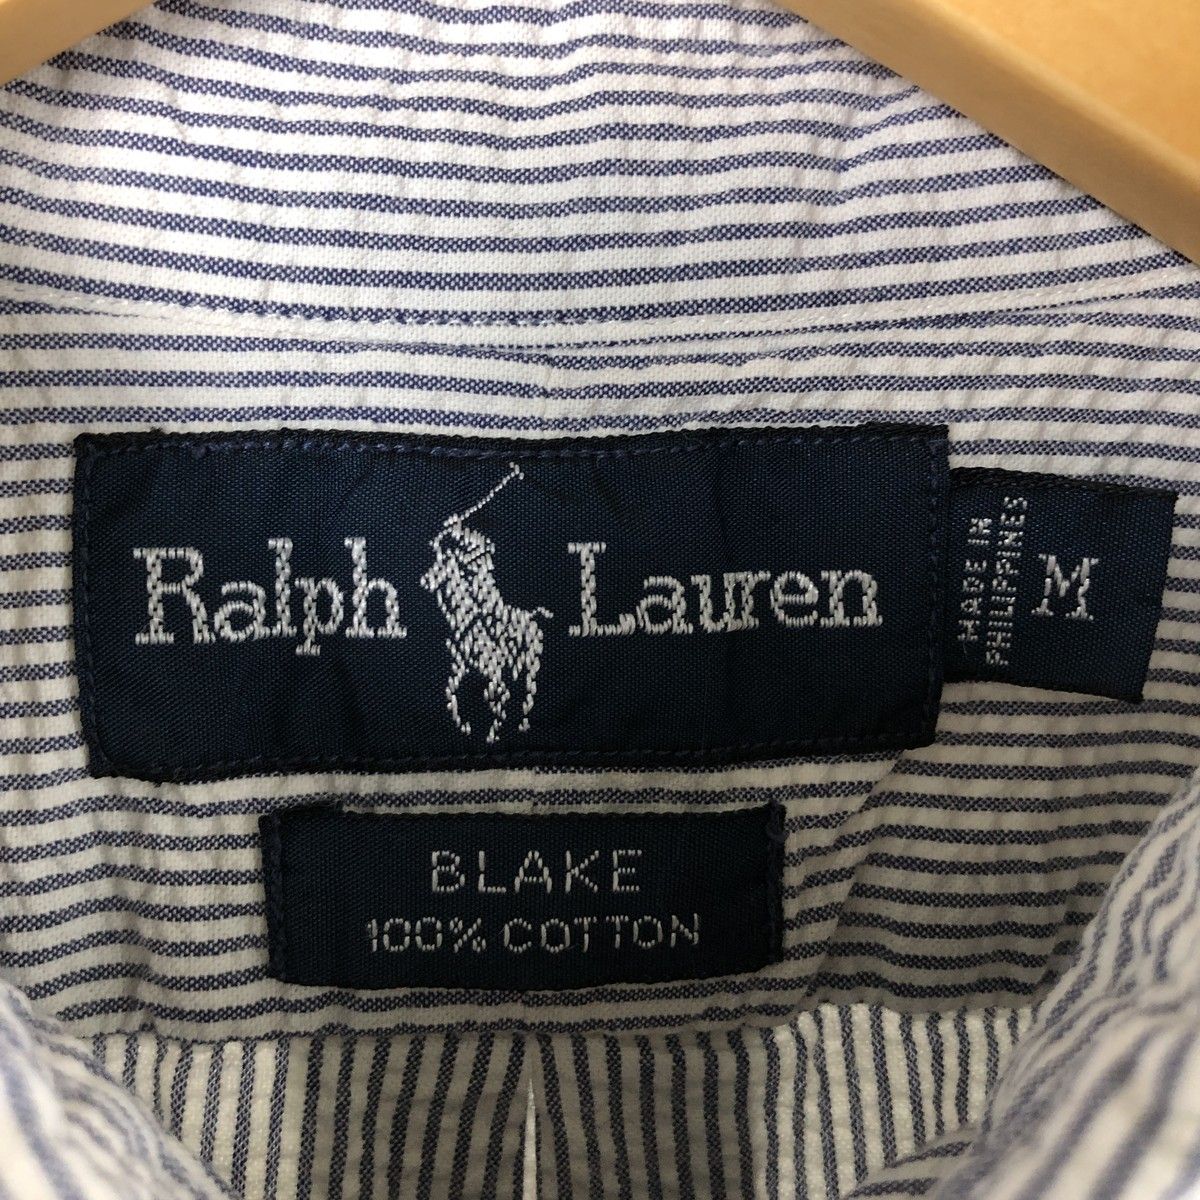 Ralph Lauren
MADE IN
PHILIPPINES
M
BLAKE
100% COTTON